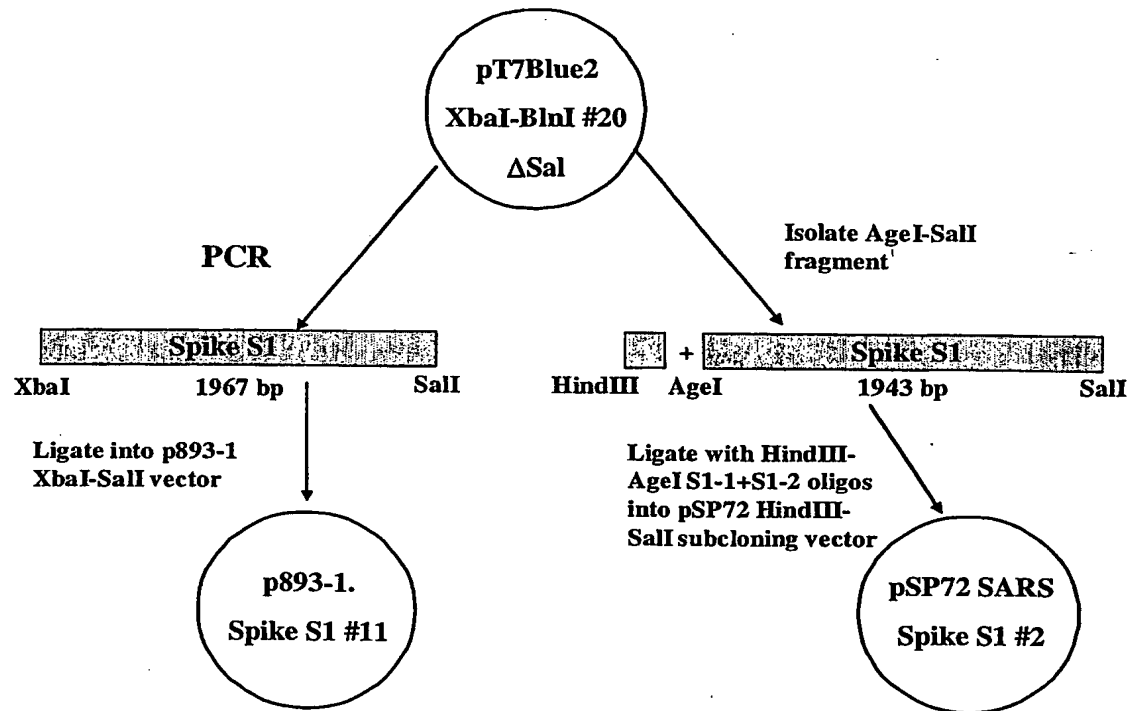 pT7Blue2
XbaI-BlnI #20
ΔSal
PCR
Isolate AgeI-SalI
fragment
Spike S1
+
Spike S1
XbaI
1967 bp
SalI
HindIII
AgeI
1943 bp
SalI
Ligate into p893-1
XbaI-SalI vector
Ligate with HindIII-
AgeI S1-1+S1-2 oligos
into pSP72 HindIII-
SalI subcloning vector
p893-1.
Spike S1 #11
pSP72 SARS
Spike S1 #2